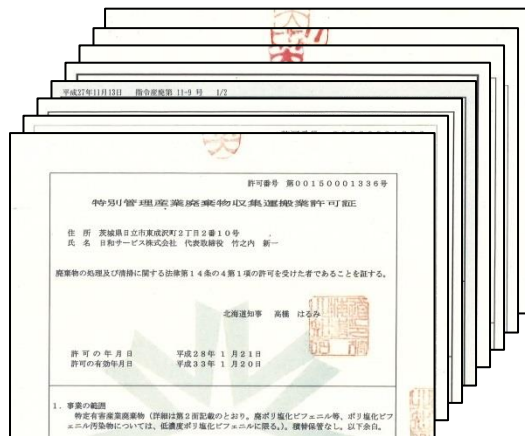 平成27年11月13日 指令産廃第 11-9 号 1/2
許可番号 第00150001336号
特別管理産業廃棄物収集運搬業許可証
住 所 茨城県日立市東成沢町2丁目2番10号
氏 名 日和サービス株式会社 代表取締役 竹之内 新一
廃棄物の処理及び清掃に関する法律第14条の4第1項の許可を受けた者であることを証する。
北海道知事 高橋 はるみ
許 可 の 年 月 日 平成28年 1月21日
許可の有効年月日 平成33年 1月20日
1. 事業の範囲
特定有害産業廃棄物(詳細は第2面記載のとおり。廃ポリ塩化ビフェニル等、ポリ塩化ビフ
ェニル汚染物については、低濃度ポリ塩化ビフェニルに限る。)。積替保管なし。以下余白。